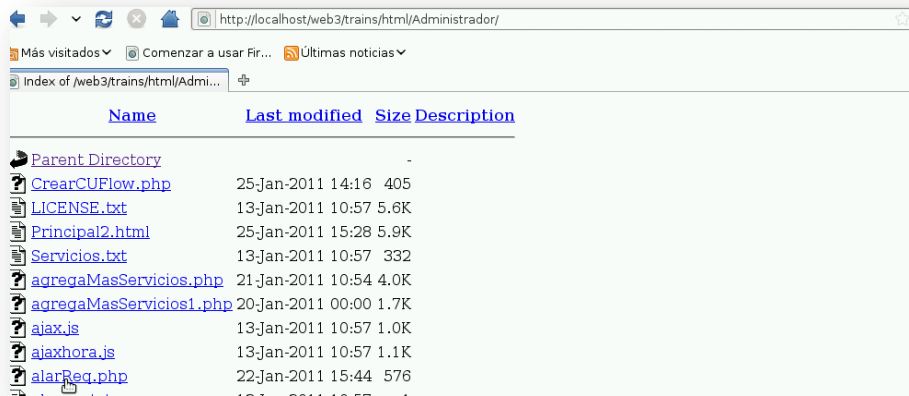 http://localhost/web3/trains/html/Administrador/
Más visitados Comenzar a usar Fir... Últimas noticias
Index of /web3/trains/html/Admi...
Name Last modified Size Description
Parent Directory -
CrearCUFlow.php 25-Jan-2011 14:16 405
LICENSE.txt 13-Jan-2011 10:57 5.6K
Principal2.html 25-Jan-2011 15:28 5.9K
Servicios.txt 13-Jan-2011 10:57 332
agregaMasServicios.php 21-Jan-2011 10:54 4.0K
agregaMasServicios1.php 20-Jan-2011 00:00 1.7K
ajax.js 13-Jan-2011 10:57 1.0K
ajaxhora.js 13-Jan-2011 10:57 1.1K
alarReq.php 22-Jan-2011 15:44 576